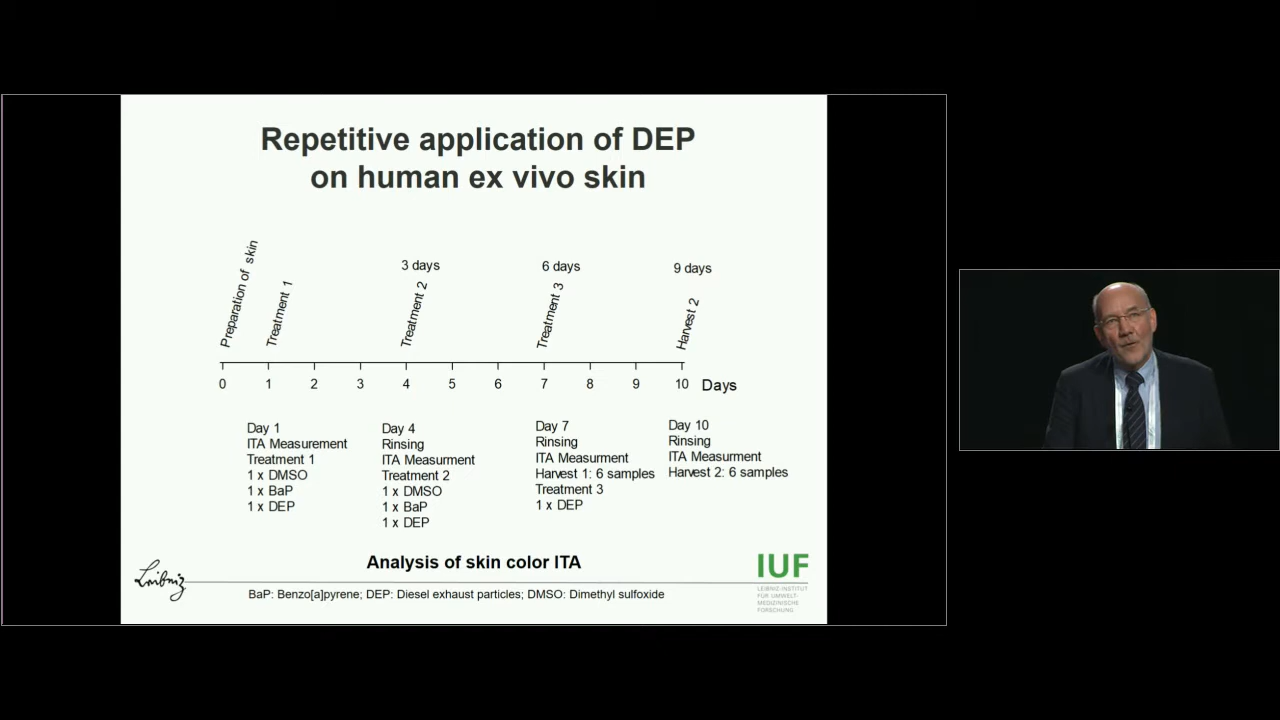 Repetitive application of DEP
on human ex vivo skin
Preparation of skin
Treatment 1
3 days
Treatment 2
6 days
Treatment 3
9 days
Harvest 2
0 1 2 3 4 5 6 7 8 9 10 Days
Day 1
ITA Measurement
Treatment 1
1 x DMSO
1 x BaP
1 x DEP
Day 4
Rinsing
ITA Measurment
Treatment 2
1 x DMSO
1 x BaP
1 x DEP
Day 7
Rinsing
ITA Measurment
Harvest 1: 6 samples
Treatment 3
1 x DEP
Day 10
Rinsing
ITA Measurment
Harvest 2: 6 samples
Analysis of skin color ITA
Leibniz
BaP: Benzo[a]pyrene; DEP: Diesel exhaust particles; DMSO: Dimethyl sulfoxide
IUF
LEIBNIZ-INSTITUT
FÜR UMWELT-
MEDIZINISCHE
FORSCHUNG